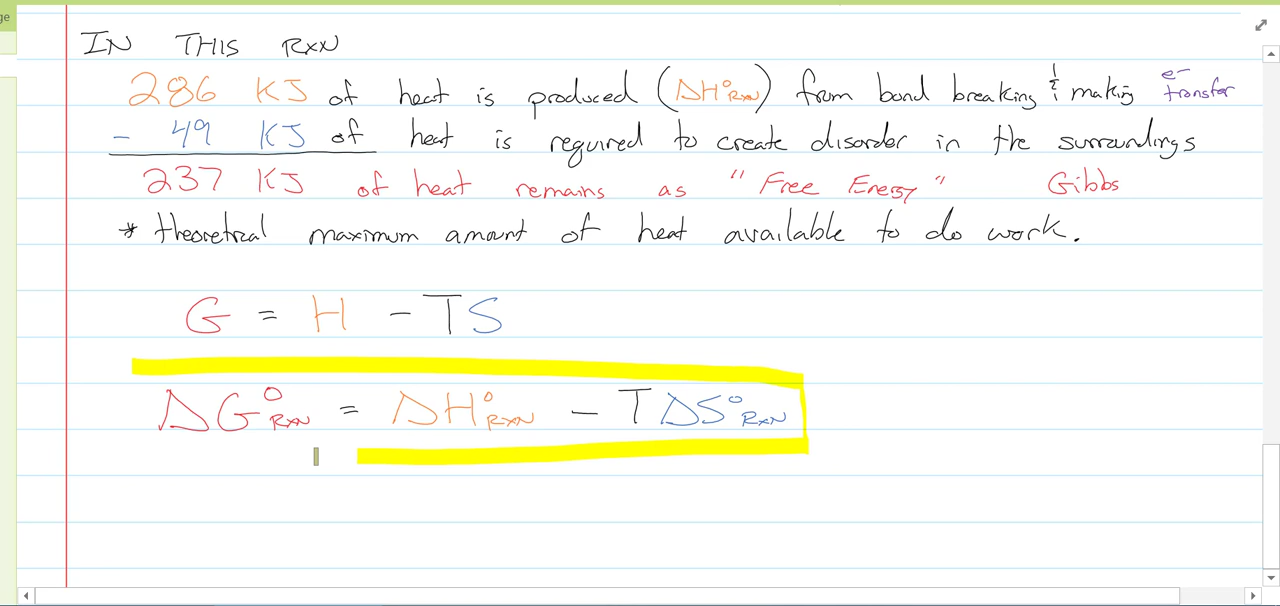 ge
IN THIS RXN
286 KJ of heat is produced (ΔH°RXN) from bond breaking & making e- transfer
- 49 KJ of heat is required to create disorder in the surroundings
237 KJ of heat remains as "Free Energy" Gibbs
* theoretical maximum amount of heat available to do work.
G = H - TS
ΔG°RXN = ΔH°RXN - TΔS°RXN